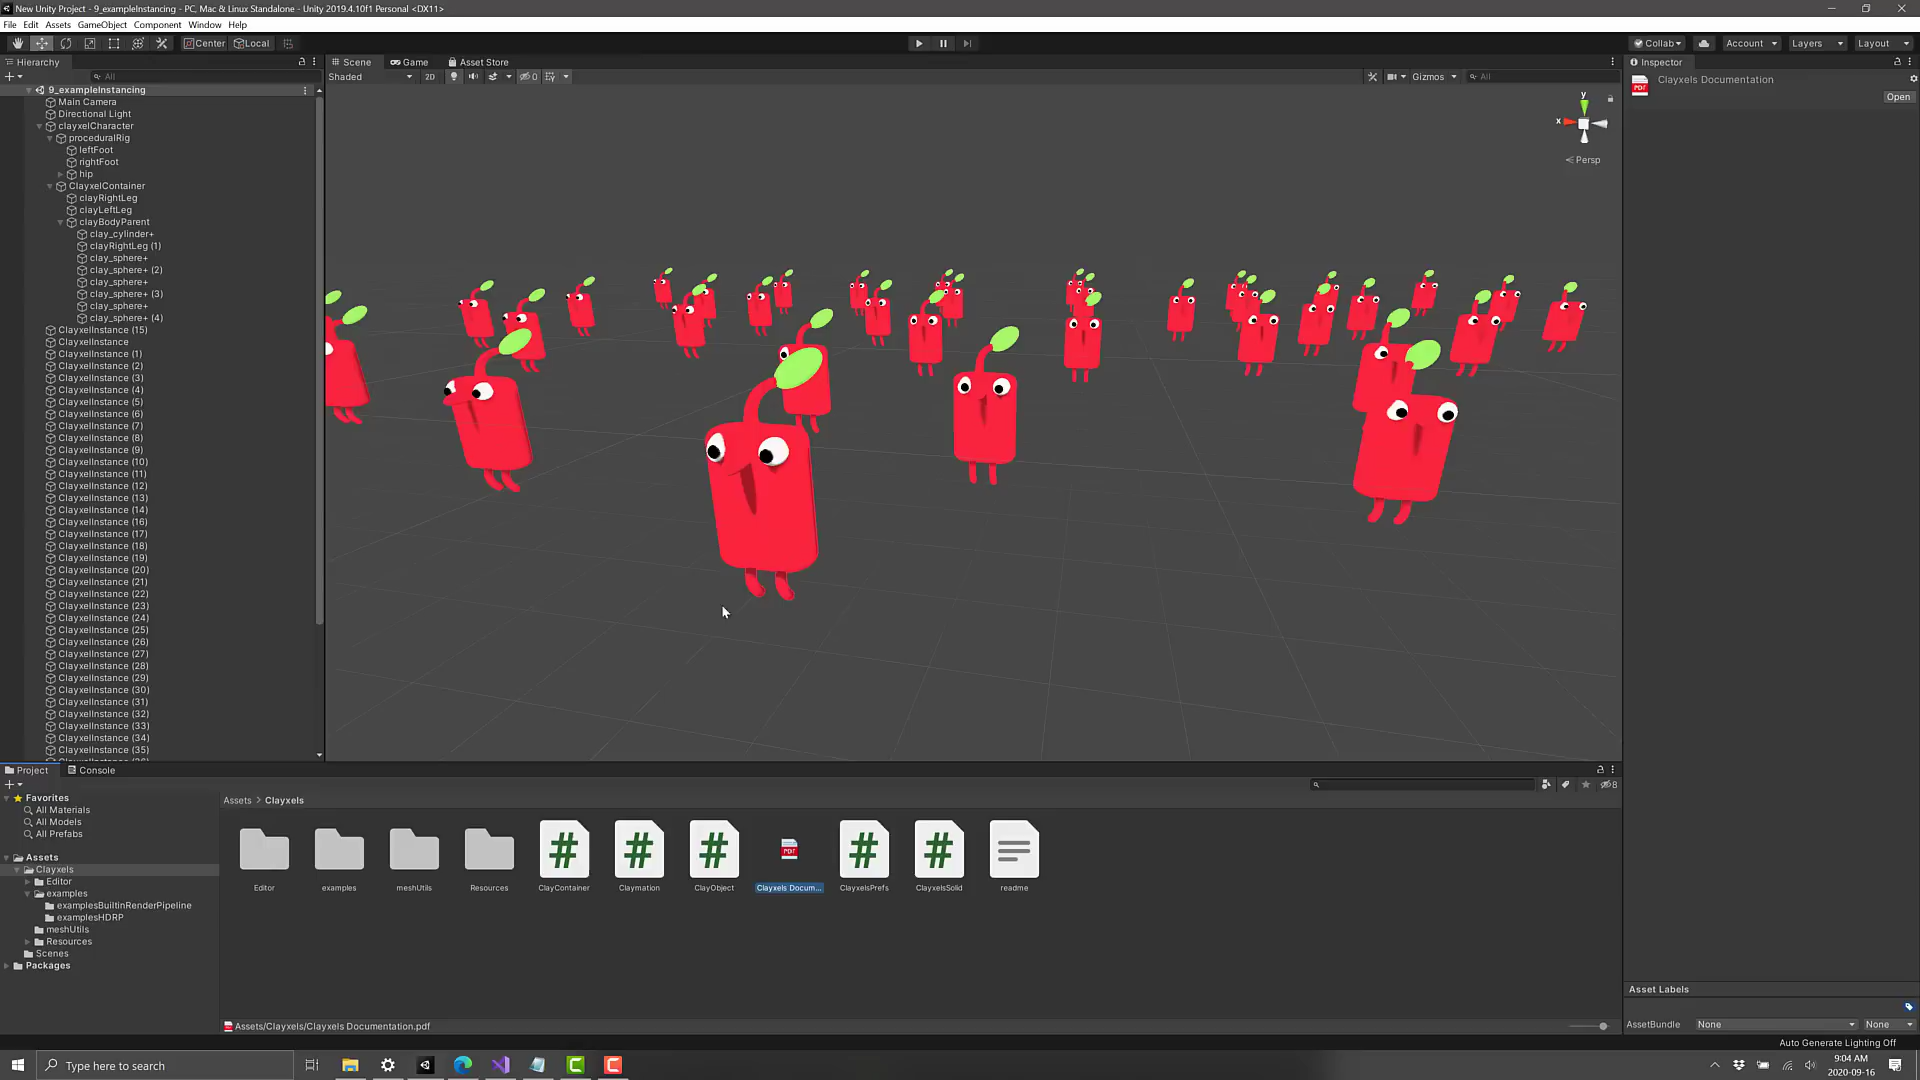 New Unity Project - 9_exampleInstancing - PC, Mac & Linux Standalone - Unity 2019.4.10f1 Personal <DX11>
File Edit Assets GameObject Component Window Help
Center Local Collab Account Layers Layout
Hierarchy Scene Game Asset Store Inspector
All Shaded 2D 0 Gizmos All
Clayxels Documentation
Open
9_exampleInstancing
Main Camera
Directional Light
clayxelCharacter
proceduralRig
leftFoot
rightFoot
hip
ClayxelContainer
clayRightLeg
clayLeftLeg
clayBodyParent
clay_cylinder+
clayRightLeg (1)
clay_sphere+
clay_sphere+ (2)
clay_sphere+
clay_sphere+ (3)
clay_sphere+
clay_sphere+ (4)
ClayxelInstance (15)
ClayxelInstance
ClayxelInstance (1)
ClayxelInstance (2)
ClayxelInstance (3)
ClayxelInstance (4)
ClayxelInstance (5)
ClayxelInstance (6)
ClayxelInstance (7)
ClayxelInstance (8)
ClayxelInstance (9)
ClayxelInstance (10)
ClayxelInstance (11)
ClayxelInstance (12)
ClayxelInstance (13)
ClayxelInstance (14)
ClayxelInstance (16)
ClayxelInstance (17)
ClayxelInstance (18)
ClayxelInstance (19)
ClayxelInstance (20)
ClayxelInstance (21)
ClayxelInstance (22)
ClayxelInstance (23)
ClayxelInstance (24)
ClayxelInstance (25)
ClayxelInstance (26)
ClayxelInstance (27)
ClayxelInstance (28)
ClayxelInstance (29)
ClayxelInstance (30)
ClayxelInstance (31)
ClayxelInstance (32)
ClayxelInstance (33)
ClayxelInstance (34)
ClayxelInstance (35)
y
x
Persp
Project Console
8
Favorites
All Materials
All Models
All Prefabs
Assets
Clayxels
Editor
examples
examplesBuiltinRenderPipeline
examplesHDRP
meshUtils
Resources
Scenes
Packages
Assets > Clayxels
PDF
Editor examples meshUtils Resources ClayContainer Claymation ClayObject Clayxels Docum... ClayxelsPrefs ClayxelsSolid readme
Assets/Clayxels/Clayxels Documentation.pdf
Asset Labels
AssetBundle None None
Auto Generate Lighting Off
Type here to search
9:04 AM
2020-09-16